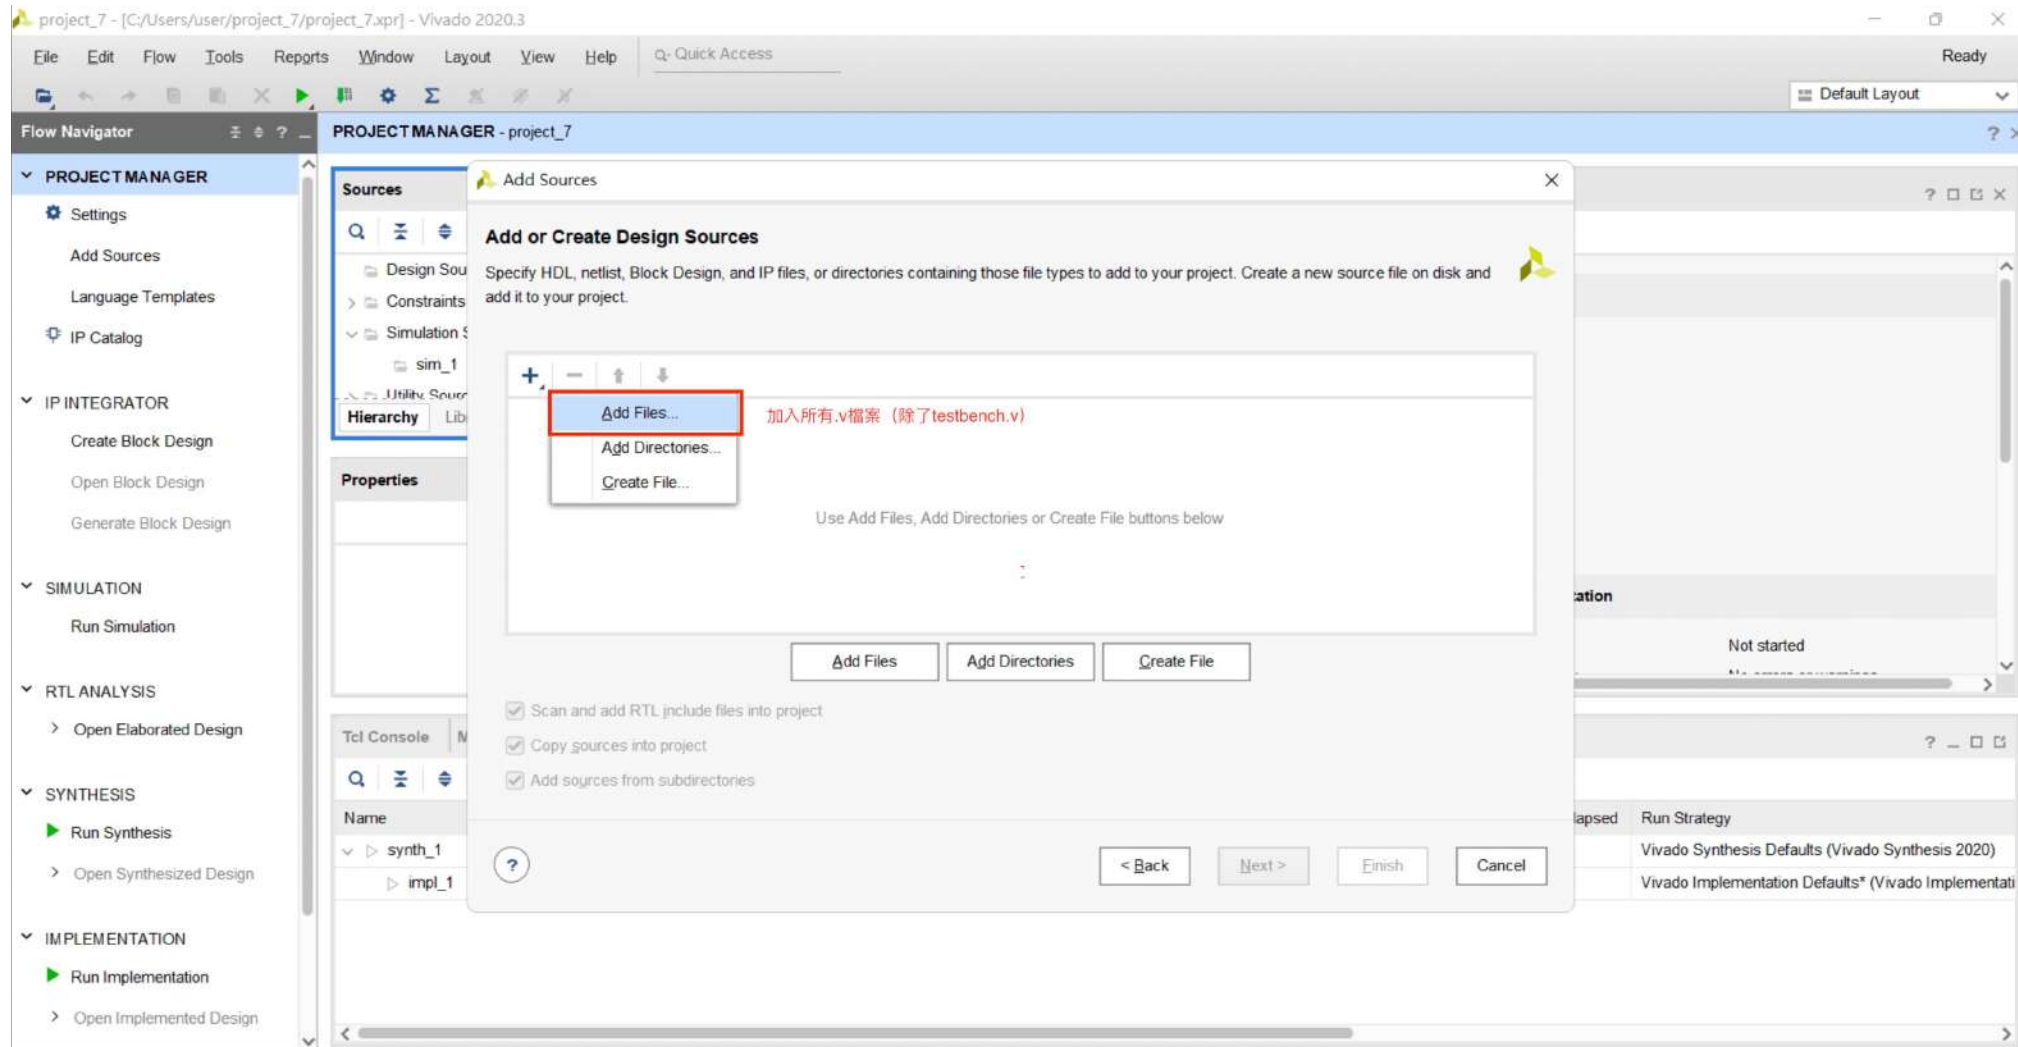 project_7 - [C:/Users/user/project_7/project_7.xpr] - Vivado 2020.3
File Edit Flow Tools Reports Window Layout View Help Quick Access
Ready
Default Layout
Flow Navigator
PROJECT MANAGER - project_7
PROJECT MANAGER
Settings
Add Sources
Language Templates
IP Catalog
IP INTEGRATOR
Create Block Design
Open Block Design
Generate Block Design
SIMULATION
Run Simulation
RTL ANALYSIS
Open Elaborated Design
SYNTHESIS
Run Synthesis
Open Synthesized Design
IMPLEMENTATION
Run Implementation
Open Implemented Design
Sources
Design Sou
Constraints
Simulation S
sim_1
Utility Sourc
Hierarchy Lib
Properties
Tcl Console M
Name
synth_1
impl_1
Add Sources
Add or Create Design Sources
Specify HDL, netlist, Block Design, and IP files, or directories containing those file types to add to your project. Create a new source file on disk and
add it to your project.
Add Files...
加入所有.v檔案（除了testbench.v）
Add Directories...
Create File...
Use Add Files, Add Directories or Create File buttons below
Add Files Add Directories Create File
Scan and add RTL include files into project
Copy sources into project
Add sources from subdirectories
? < Back Next > Finish Cancel
tation
Not started
lapsed Run Strategy
Vivado Synthesis Defaults (Vivado Synthesis 2020)
Vivado Implementation Defaults* (Vivado Implementati